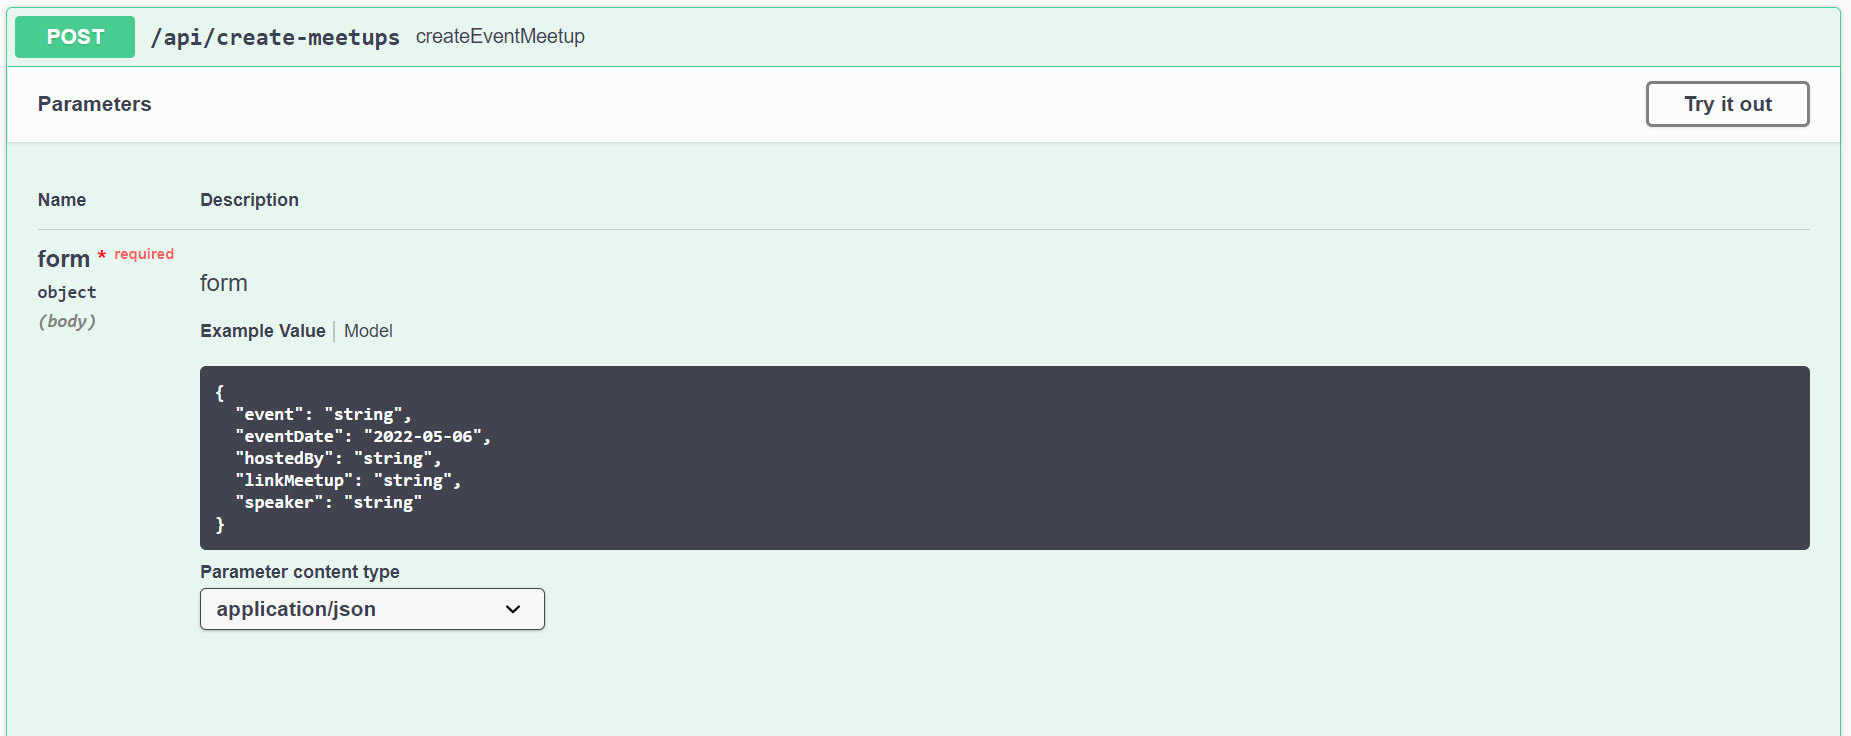 POST /api/create-meetups createEventMeetup
Parameters
Try it out
Name Description
form * required
object
(body)
form
Example Value | Model
{
  "event": "string",
  "eventDate": "2022-05-06",
  "hostedBy": "string",
  "linkMeetup": "string",
  "speaker": "string"
}
Parameter content type
application/json